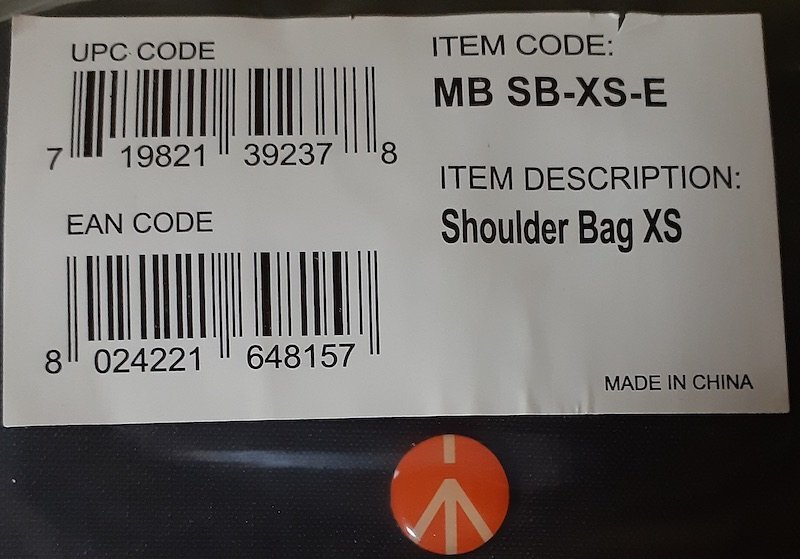 UPC CODE
7 19821 39237 8
EAN CODE
8 024221 648157
ITEM CODE:
MB SB-XS-E
ITEM DESCRIPTION:
Shoulder Bag XS
MADE IN CHINA